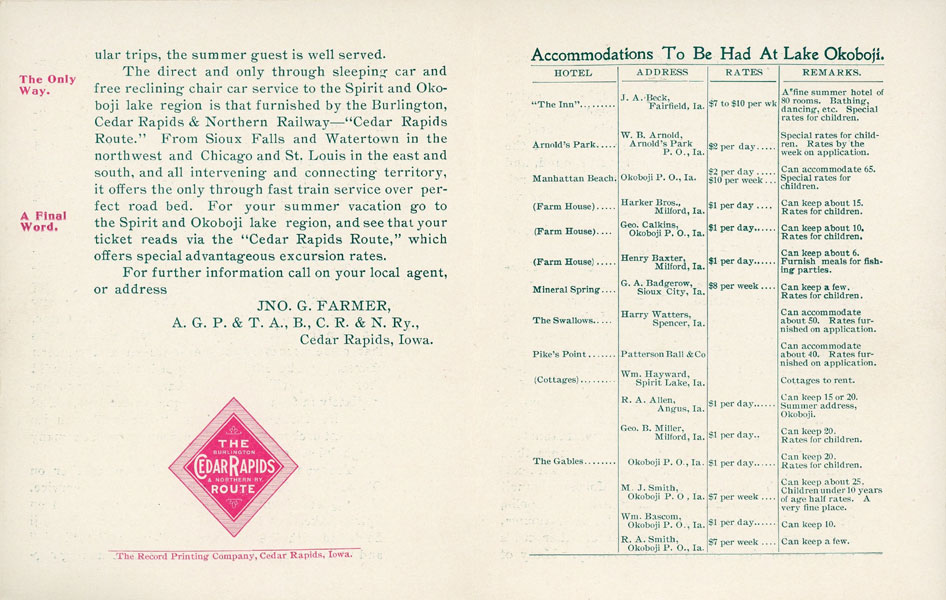 ular trips, the summer guest is well served.
The Only
Way.
The direct and only through sleeping car and
free reclining chair car service to the Spirit and Oko-
boji lake region is that furnished by the Burlington,
Cedar Rapids & Northern Railway—“Cedar Rapids
Route.” From Sioux Falls and Watertown in the
northwest and Chicago and St. Louis in the east and
south, and all intervening and connecting territory,
it offers the only through fast train service over per-
fect road bed. For your summer vacation go to
A Final
Word.
the Spirit and Okoboji lake region, and see that your
ticket reads via the “Cedar Rapids Route,” which
offers special advantageous excursion rates.
For further information call on your local agent,
or address
JNO. G. FARMER,
A. G. P. & T. A., B., C. R. & N. Ry.,
Cedar Rapids, Iowa.
THE
BURLINGTON
CEDAR RAPIDS
& NORTHERN RY.
ROUTE
The Record Printing Company, Cedar Rapids, Iowa.
Accommodations To Be Had At Lake Okoboji.
HOTEL ADDRESS RATES REMARKS.
“The Inn”......... J. A. Beck, Fairfield, Ia. $7 to $10 per wk A fine summer hotel of
80 rooms. Bathing,
dancing, etc. Special
rates for children.
Arnold's Park.... W. B. Arnold, Arnold's Park P. O., Ia. $2 per day..... Special rates for child-
ren. Rates by the
week on application.
Manhattan Beach. Okoboji P. O., Ia. $2 per day..... $10 per week... Can accommodate 65.
Special rates for
children.
(Farm House)..... Harker Bros., Milford, Ia. $1 per day.... Can keep about 15.
Rates for children.
(Farm House).... Geo. Calkins, Okoboji P. O., Ia. $1 per day...... Can keep about 10.
Rates for children.
(Farm House)..... Henry Baxter, Milford, Ia. $1 per day...... Can keep about 6.
Furnish meals for fish-
ing parties.
Mineral Spring.... G. A. Badgerow, Sioux City, Ia. $8 per week.... Can keep a few.
Rates for children.
The Swallows..... Harry Watters, Spencer, Ia. Can accommodate
about 50. Rates fur-
nished on application.
Pike's Point....... Patterson Ball & Co Can accommodate
about 40. Rates fur-
nished on application.
(Cottages)........ Wm. Hayward, Spirit Lake, Ia. Cottages to rent.
R. A. Allen, Angus, Ia. $1 per day...... Can keep 15 or 20.
Summer address,
Okoboji.
Geo. B. Miller, Milford, Ia. $1 per day.. Can keep 20.
Rates for children.
The Gables........ Okoboji P. O., Ia. $1 per day...... Can keep 20.
Rates for children.
M. J. Smith, Okoboji P. O , Ia. $7 per week.... Can keep about 25.
Children under 10 years
of age half rates. A
very fine place.
Wm. Bascom, Okoboji P. O., Ia. $1 per day...... Can keep 10.
R. A. Smith, Okoboji P. O., Ia. $7 per week.... Can keep a few.